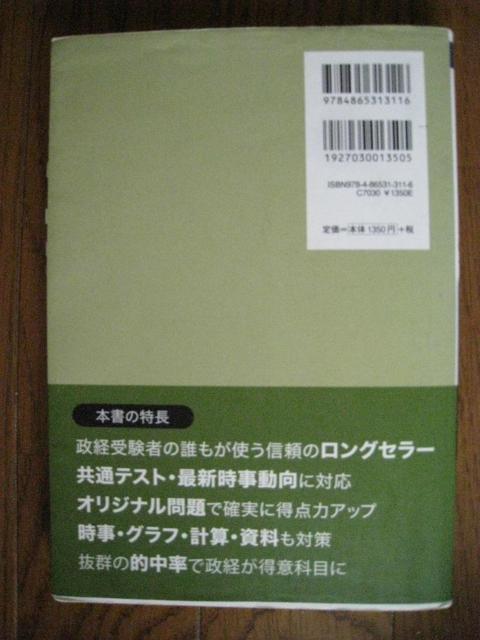 9784865313116
1927030013505
ISBN978-4-86531-311-6
C7030 ¥1350E
定価=本体 1350円+税
本書の特長
政経受験者の誰もが使う信頼のロングセラー
共通テスト・最新時事動向に対応
オリジナル問題で確実に得点力アップ
時事・グラフ・計算・資料も対策
抜群の的中率で政経が得意科目に